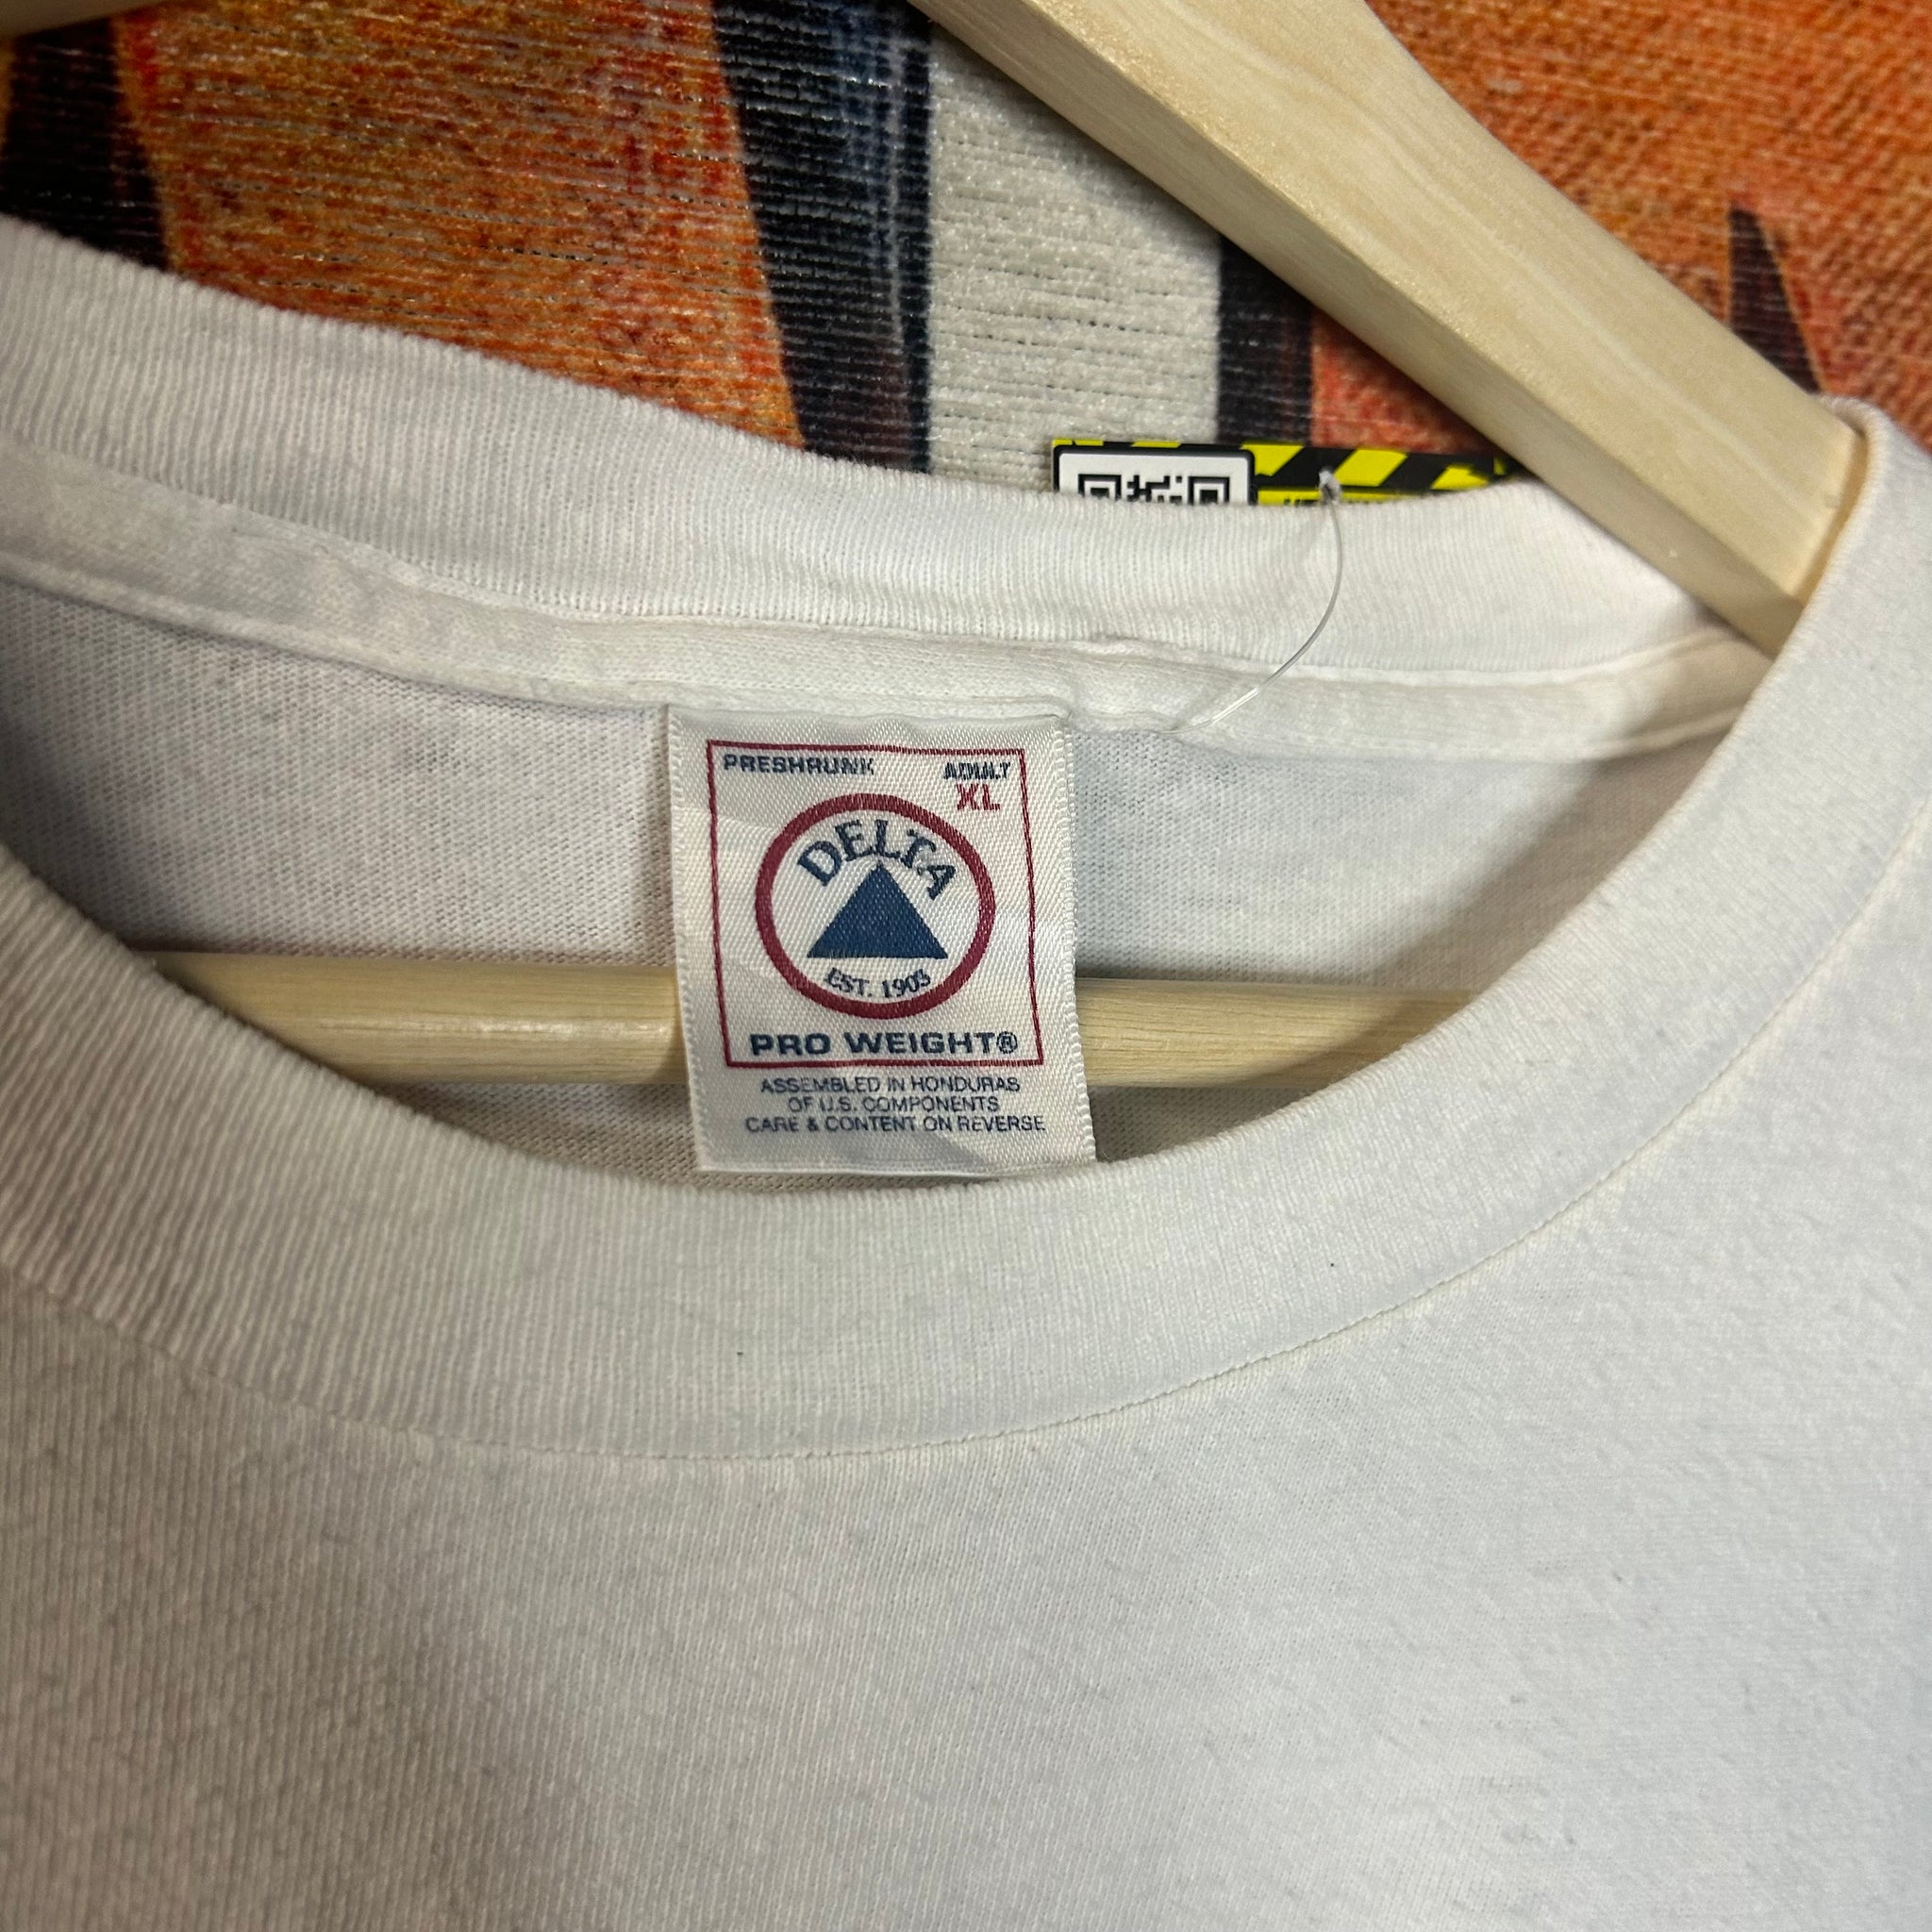 PRESHRUNK
ADULT
XL
DELTA
EST. 1903
PRO WEIGHT®
ASSEMBLED IN HONDURAS
OF U.S. COMPONENTS
CARE & CONTENT ON REVERSE